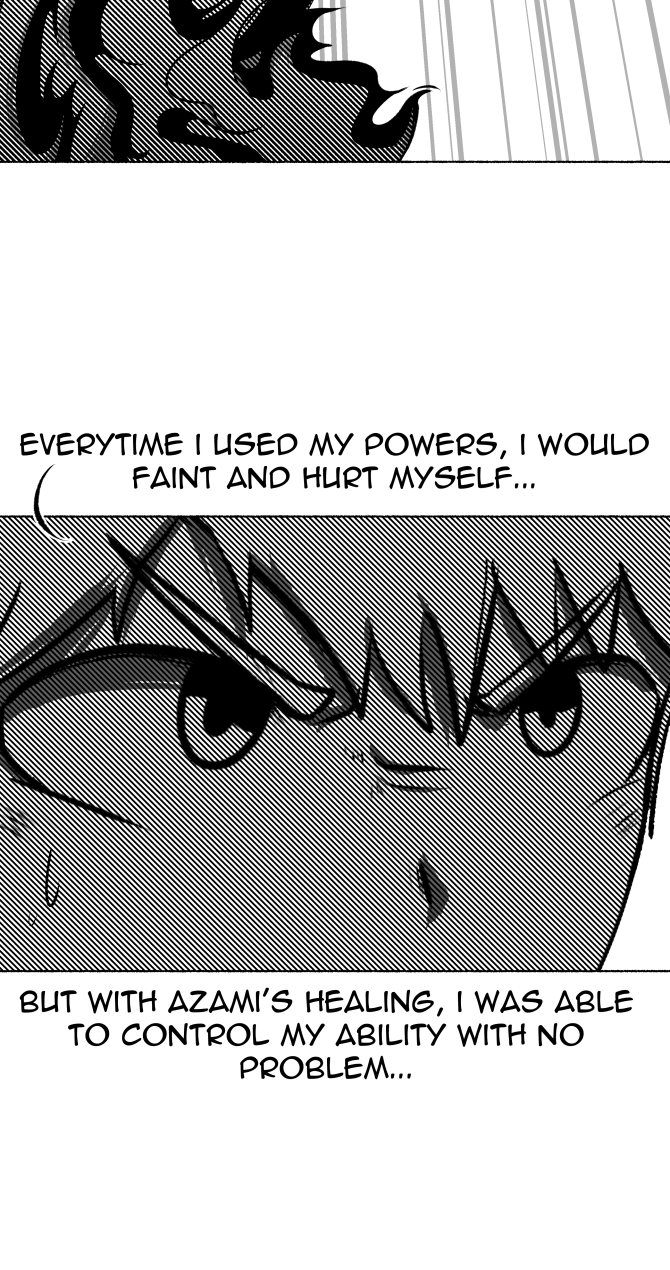 EVERYTIME I USED MY POWERS, I WOULD
FAINT AND HURT MYSELF...
BUT WITH AZAMI'S HEALING, I WAS ABLE
TO CONTROL MY ABILITY WITH NO
PROBLEM...